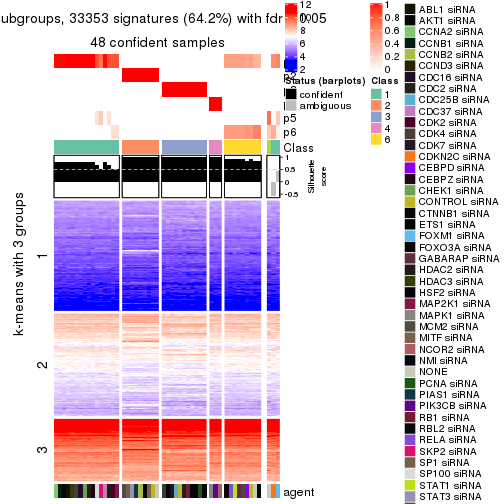 ubgroups, 33353 signatures (64.2%) with fdr 0.05
48 confident samples
p5
p6
Class
1
0.5
0
-0.5
Silhouette
score
k-means with 3 groups
1
2
3
agent
12
10
8
6
4
2
Status (barplots)
confident
ambiguous
1
0.8
0.6
0.4
0.2
0
Class
1
2
3
4
6
ABL1 siRNA
AKT1 siRNA
CCNA2 siRNA
CCNB1 siRNA
CCNB2 siRNA
CCND3 siRNA
CDC16 siRNA
CDC2 siRNA
CDC25B siRNA
CDC37 siRNA
CDK2 siRNA
CDK4 siRNA
CDK7 siRNA
CDKN2C siRNA
CEBPD siRNA
CEBPZ siRNA
CHEK1 siRNA
CONTROL siRNA
CTNNB1 siRNA
ETS1 siRNA
FOXM1 siRNA
FOXO3A siRNA
GABARAP siRNA
HDAC2 siRNA
HDAC3 siRNA
HSF2 siRNA
MAP2K1 siRNA
MAPK1 siRNA
MCM2 siRNA
MITF siRNA
NCOR2 siRNA
NMI siRNA
NONE
PCNA siRNA
PIAS1 siRNA
PIK3CB siRNA
RB1 siRNA
RBL2 siRNA
RELA siRNA
SKP2 siRNA
SP1 siRNA
SP100 siRNA
STAT1 siRNA
STAT3 siRNA